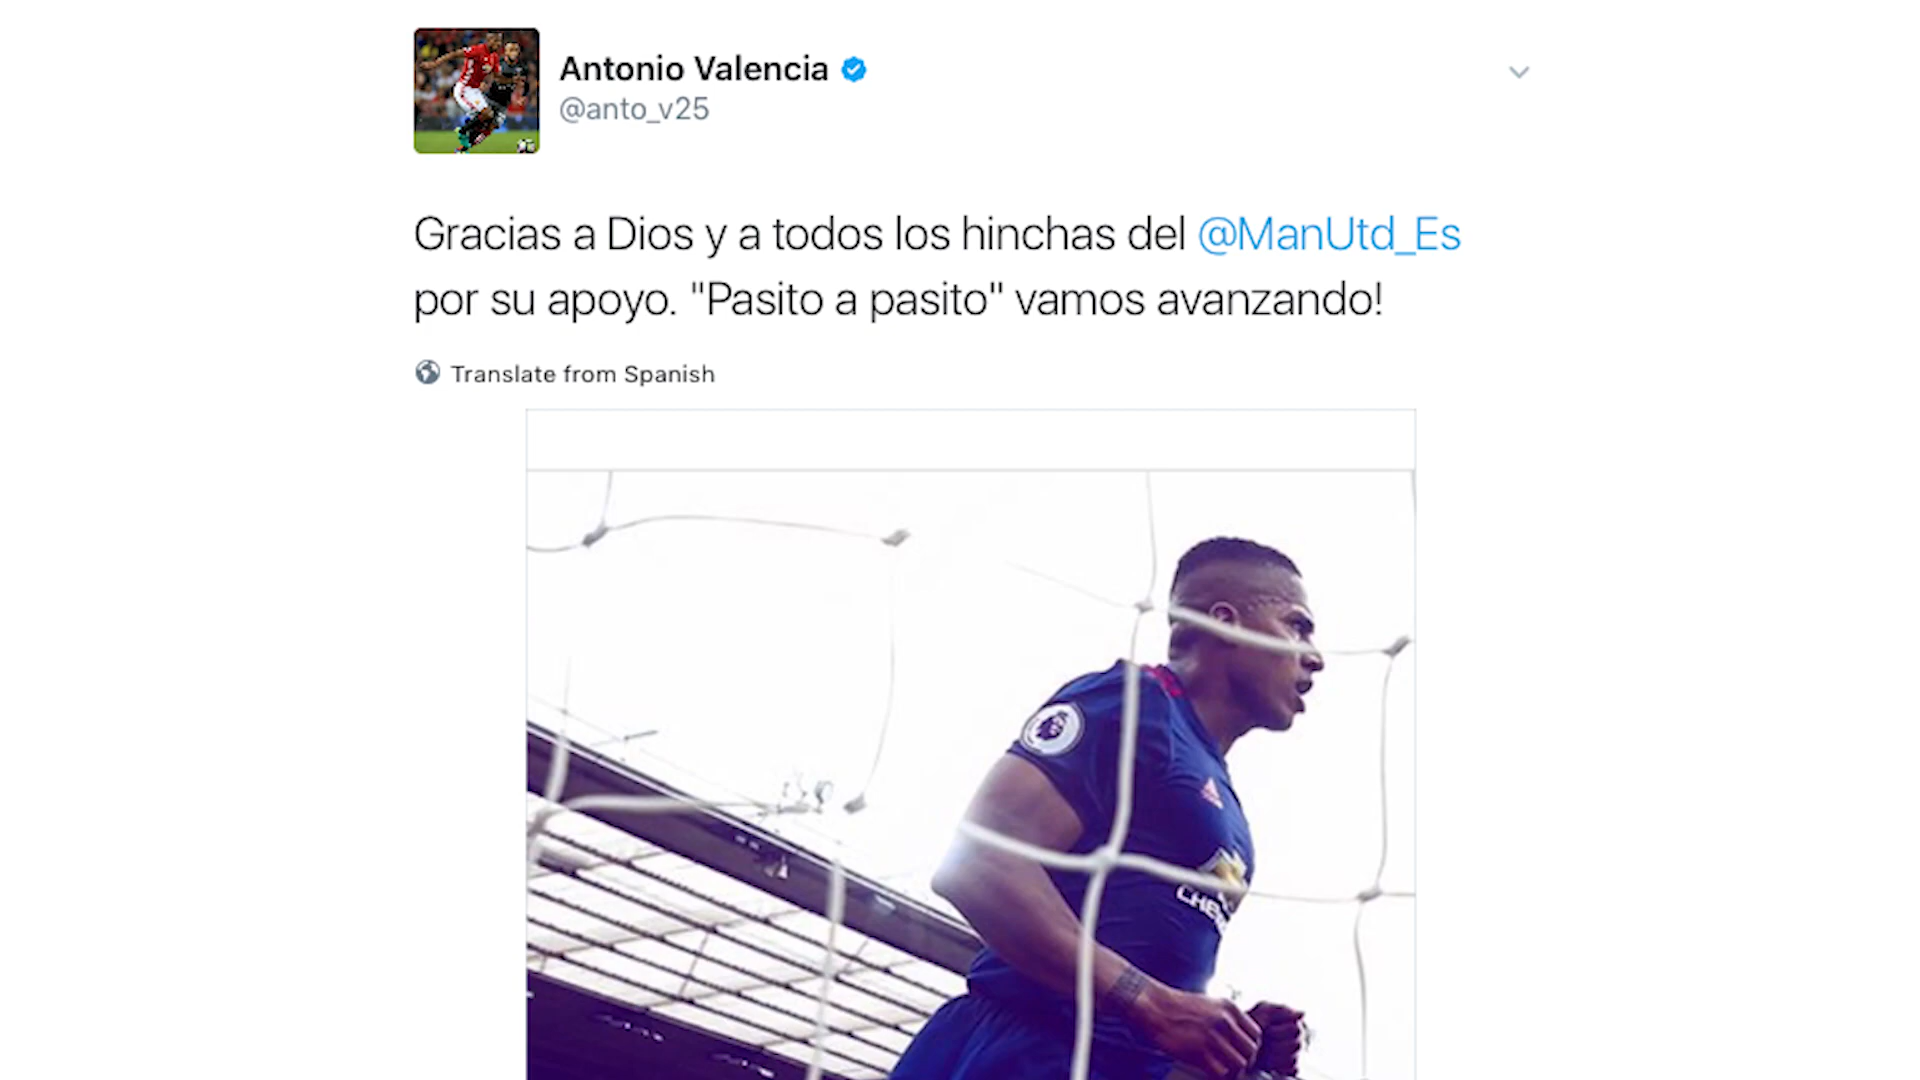 Antonio Valencia
@anto_v25
Gracias a Dios y a todos los hinchas del @ManUtd_Es
por su apoyo. "Pasito a pasito" vamos avanzando!
Translate from Spanish